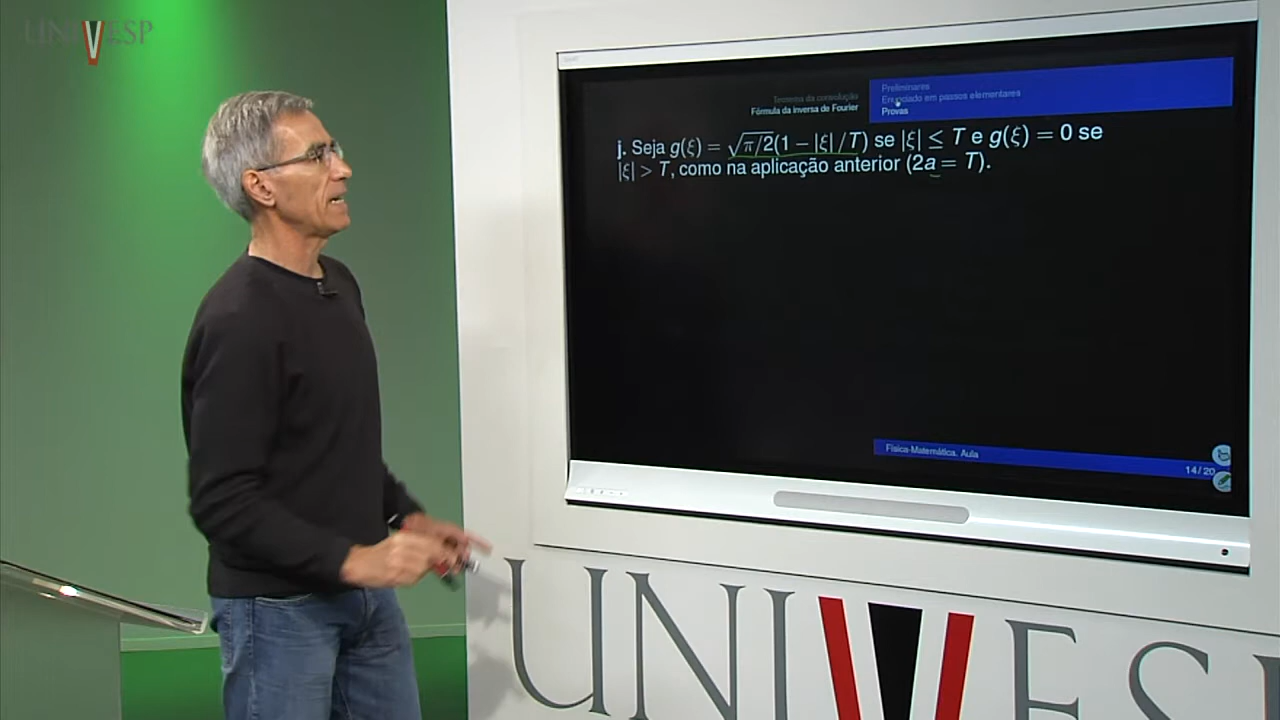 UNIVESP
Teorema da convolução
Fórmula da inversa de Fourier
Preliminares
Enunciado em passos elementares
Provas
j. Seja g(ξ) = √π/2(1 − |ξ|/T) se |ξ| ≤ T e g(ξ) = 0 se
|ξ| > T, como na aplicação anterior (2a = T).
Física-Matemática. Aula
14/20
UNIVESP